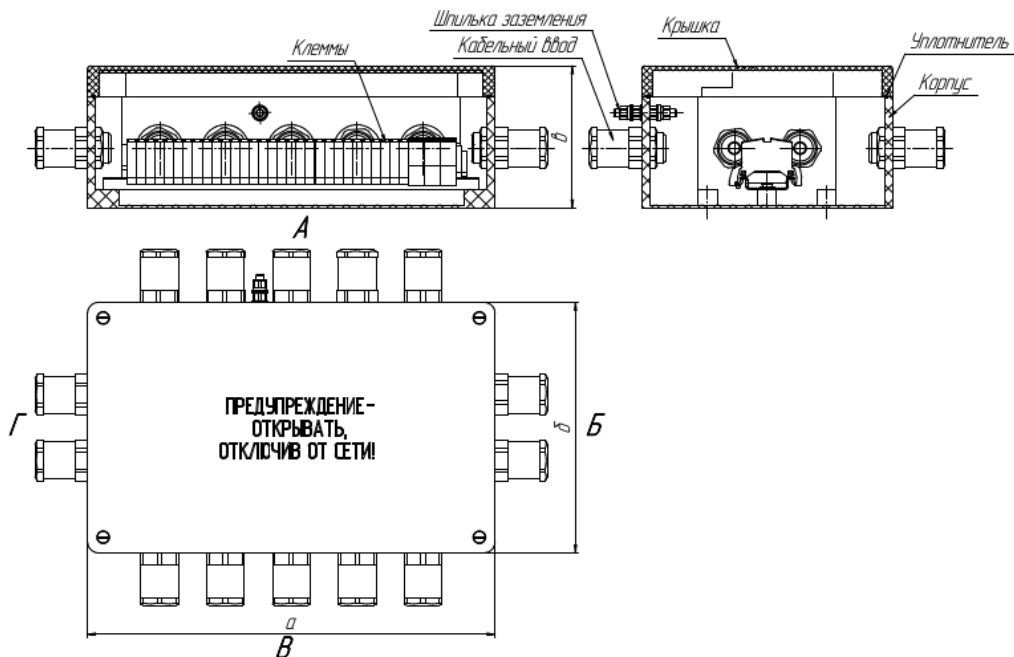 Шпилька заземления
Кабельный ввод
Клеммы
Крышка
Уплотнитель
Корпус
в
А
Г
ПРЕДУПРЕЖДЕНИЕ-
ОТКРЫВАТЬ,
ОТКЛЮЧИВ ОТ СЕТИ!
б
Б
а
В